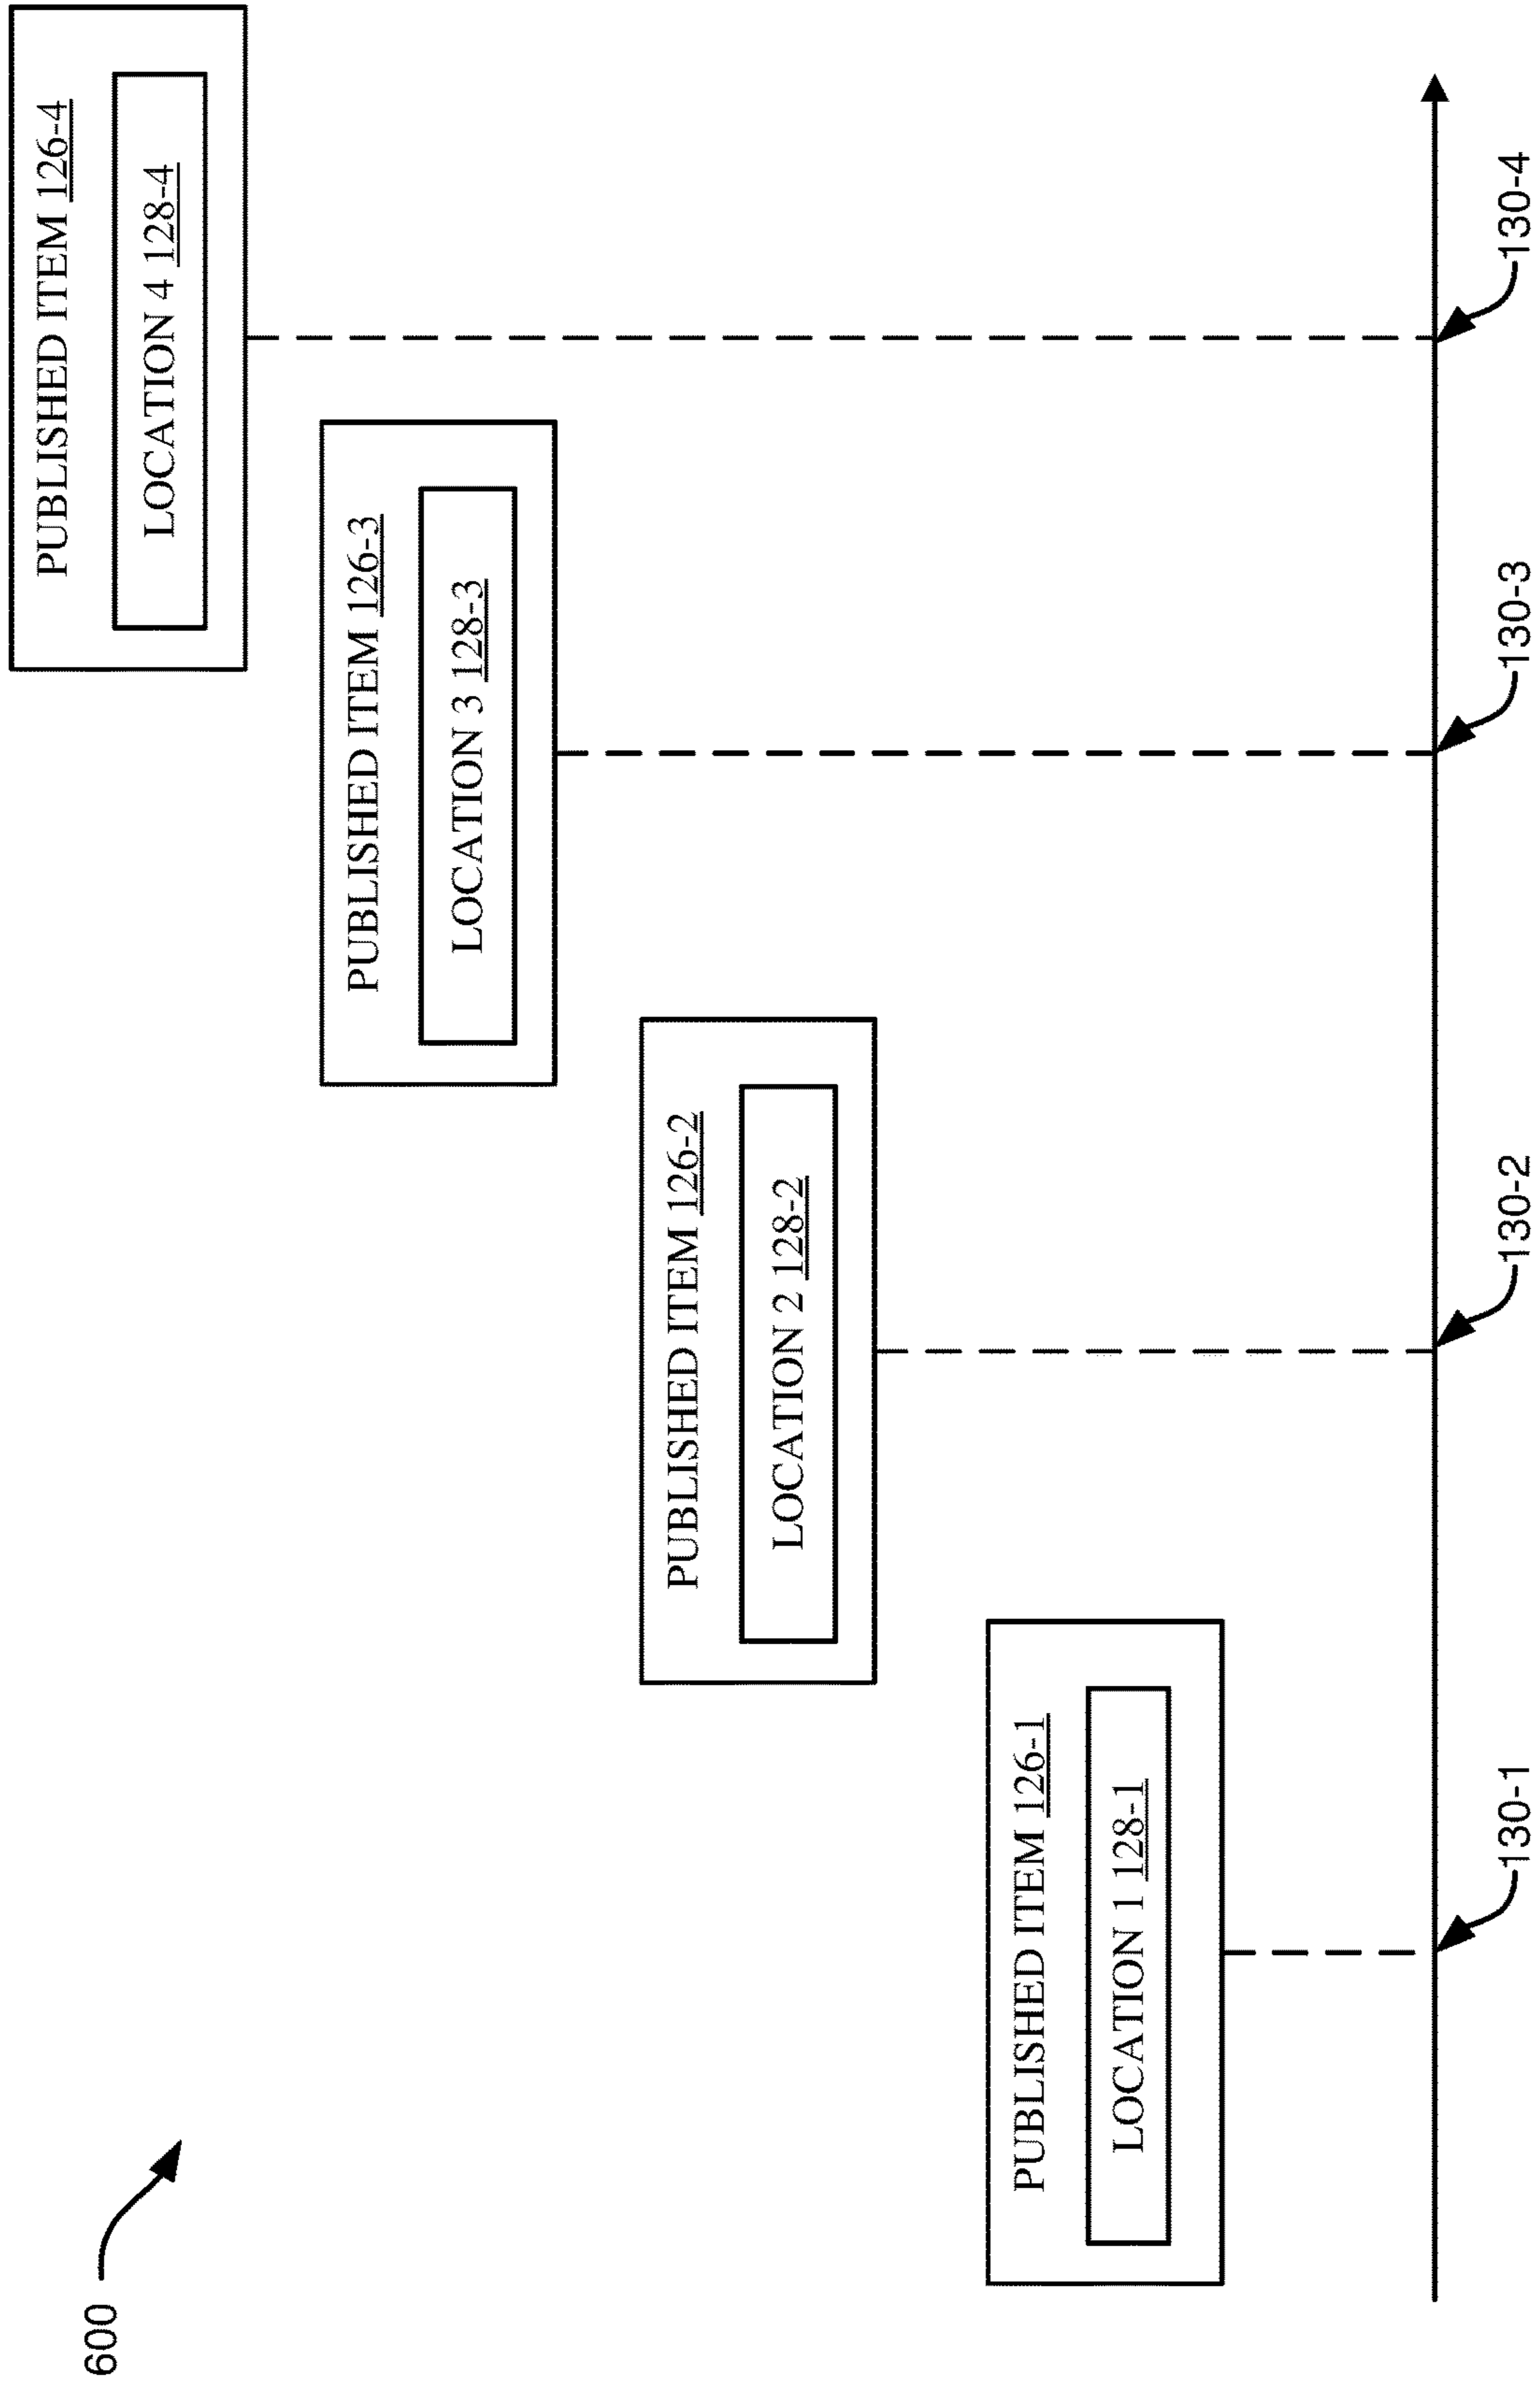 600
PUBLISHED ITEM 126-1
LOCATION 1 128-1
PUBLISHED ITEM 126-2
LOCATION 2 128-2
PUBLISHED ITEM 126-3
LOCATION 3 128-3
PUBLISHED ITEM 126-4
LOCATION 4 128-4
130-1
130-2
130-3
130-4